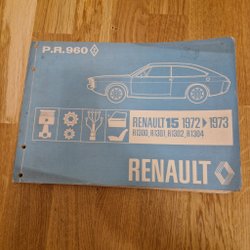 P.R.960
RENAULT 15 1972 ▶ 1973
R1300, R1301, R1302, R1304
RENAULT